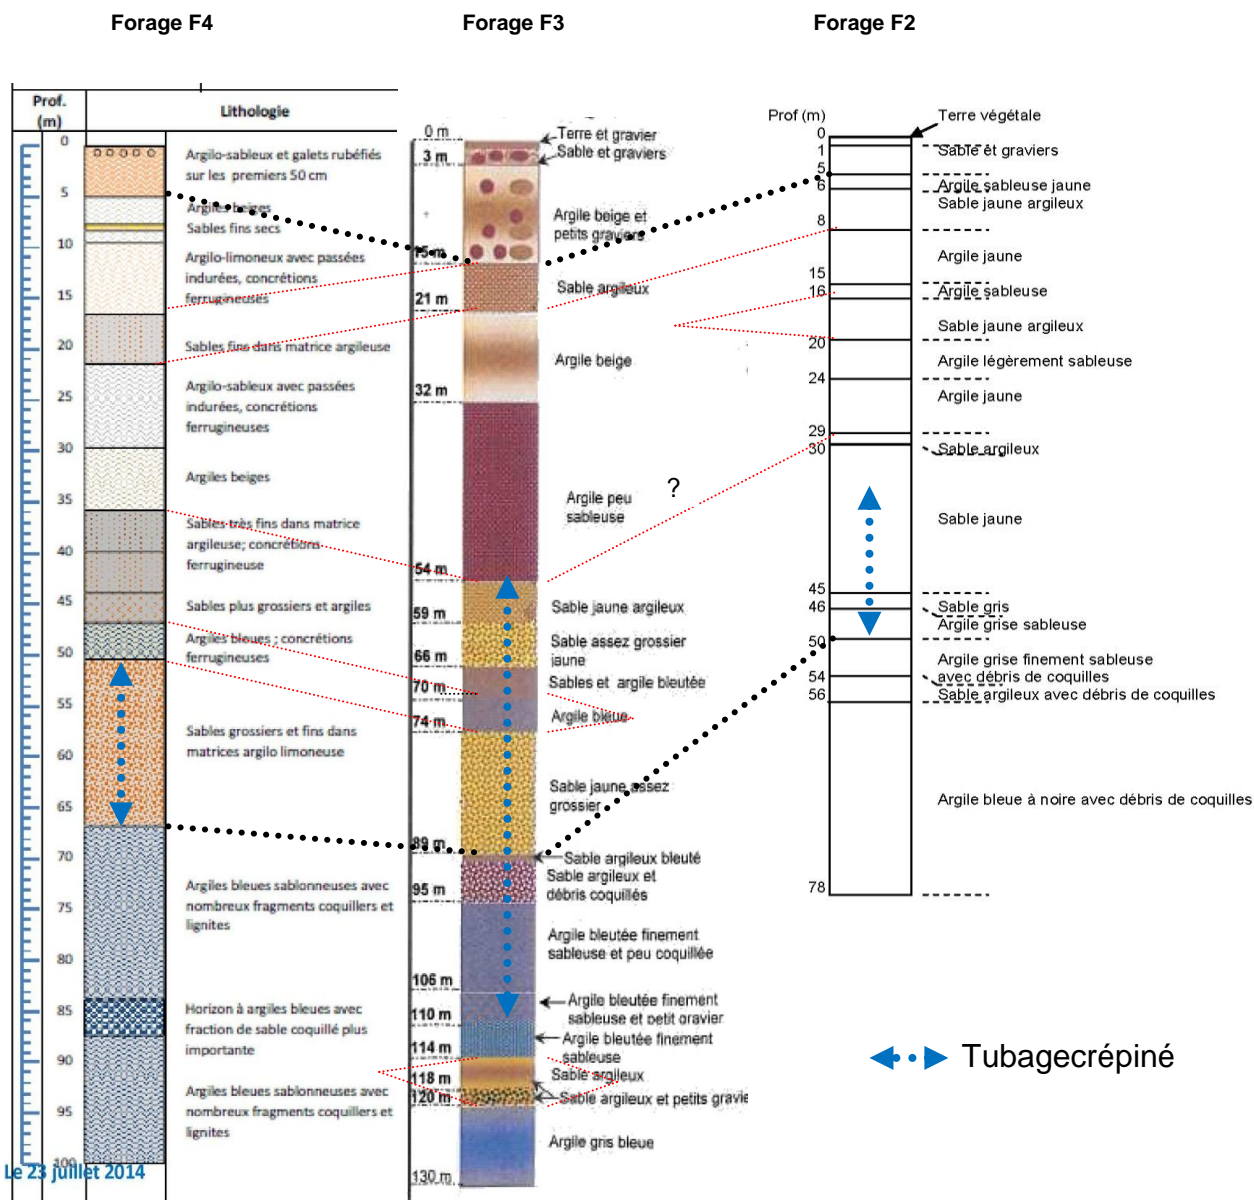 Forage F4
Forage F3
Forage F2
Prof.
(m)
Lithologie
0
5
10
15
20
25
30
35
40
45
50
55
60
65
70
75
80
85
90
95
100
Argilo-sableux et galets rubéfiés
sur les premiers 50 cm
Argiles beiges
Sables fins secs
Argilo-limoneux avec passées
indurées, concrétions
ferrugineuses
Sables fins dans matrice argileuse
Argilo-sableux avec passées
indurées, concrétions
ferrugineuses
Argiles beiges
Sables très fins dans matrice
argileuse; concrétions
ferrugineuse
Sables plus grossiers et argiles
Argiles bleues ; concrétions
ferrugineuses
Sables grossiers et fins dans
matrices argilo limoneuse
Argiles bleues sablonneuses avec
nombreux fragments coquillers et
lignites
Horizon à argiles bleues avec
fraction de sable coquillé plus
importante
Argiles bleues sablonneuses avec
nombreux fragments coquillers et
lignites
Le 23 juillet 2014
0 m
3 m
15 m
21 m
32 m
54 m
59 m
66 m
70 m
74 m
89 m
95 m
106 m
110 m
114 m
118 m
120 m
130 m
Terre et gravier
Sable et graviers
Argile beige et
petits graviers
Sable argileux
Argile beige
Argile peu
sableuse
?
Sable jaune argileux
Sable assez grossier
jaune
Sables et argile bleutée
Argile bleue
Sable jaune assez
grossier
Sable argileux bleuté
Sable argileux et
débris coquillés
Argile bleutée finement
sableuse et peu coquillée
Argile bleutée finement
sableuse et petit gravier
Argile bleutée finement
sableuse
Sable argileux
Sable argileux et petits gravie
Argile gris bleue
Prof (m)
0
1
5
6
8
15
16
20
24
29
30
45
46
50
54
56
78
Terre végétale
Sable et graviers
Argile sableuse jaune
Sable jaune argileux
Argile jaune
Argile sableuse
Sable jaune argileux
Argile légèrement sableuse
Argile jaune
Sable argileux
Sable jaune
Sable gris
Argile grise sableuse
Argile grise finement sableuse
avec débris de coquilles
Sable argileux avec débris de coquilles
Argile bleue à noire avec débris de coquilles
Tubagecrépiné